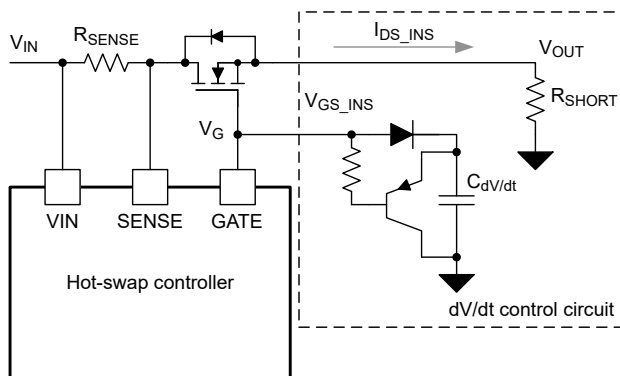 I_DS_INS
V_IN
R_SENSE
V_OUT
R_SHORT
V_GS_INS
V_G
C_dV/dt
VIN
SENSE
GATE
Hot-swap controller
dV/dt control circuit